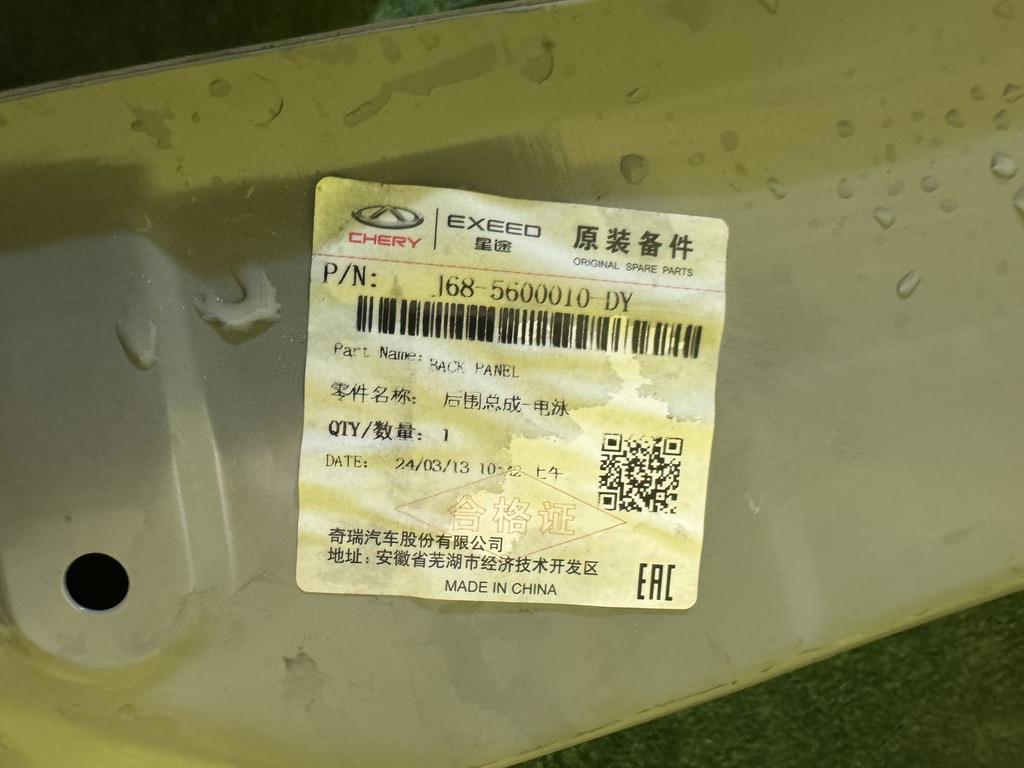 CHERY
EXEED
星途
原装备件
ORIGINAL SPARE PARTS
P/N: J68-5600010-DY
Part Name: BACK PANEL
零件名称: 后围总成-电泳
QTY/数量: 1
DATE: 24/03/13 上午
合格证
奇瑞汽车股份有限公司
地址:安徽省芜湖市经济技术开发区
MADE IN CHINA
EAC